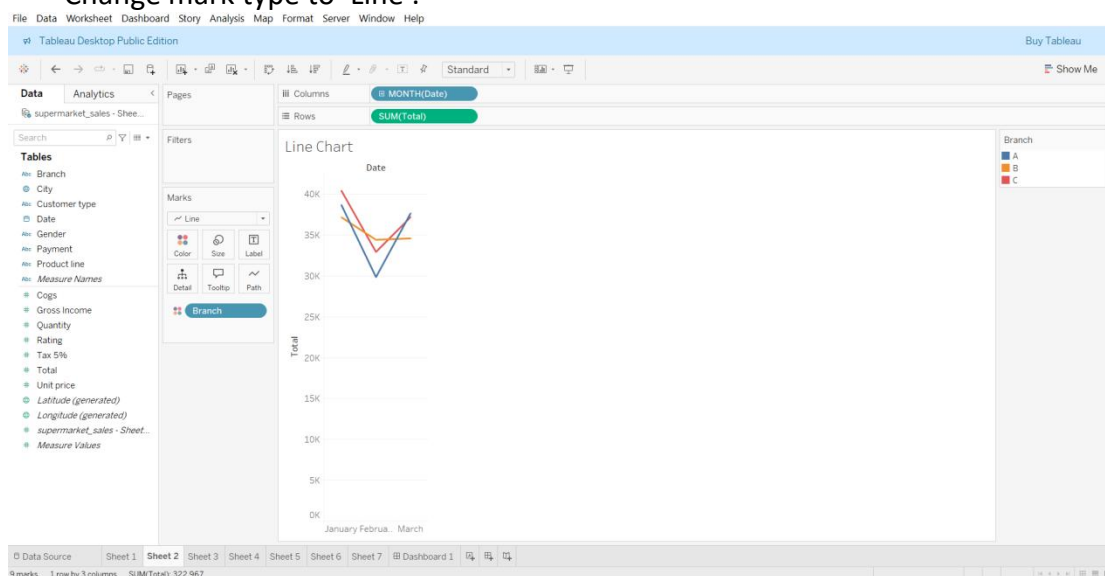 Change mark type to 'Line'.
File Data Worksheet Dashboard Story Analysis Map Format Server Window Help
Tableau Desktop Public Edition Buy Tableau
Standard Show Me
Data Analytics Pages Columns MONTH(Date)
supermarket_sales - Shee... Rows SUM(Total)
Search Filters Line Chart Branch
Tables Date A
Abc Branch B
City C
Abc Customer type Marks 40K
Date Line
Abc Gender 35K
Abc Payment Color Size Label
Abc Product line 30K
Abc Measure Names Detail Tooltip Path
Cogs
Gross Income Branch 25K
Quantity
Rating Total
Tax 5% 20K
Total
Unit price 15K
Latitude (generated)
Longitude (generated)
supermarket_sales - Sheet... 10K
Measure Values
5K
0K
January Februa.. March
Data Source Sheet 1 Sheet 2 Sheet 3 Sheet 4 Sheet 5 Sheet 6 Sheet 7 Dashboard 1
9 marks 1 row by 3 columns SUM(Total): 322,967